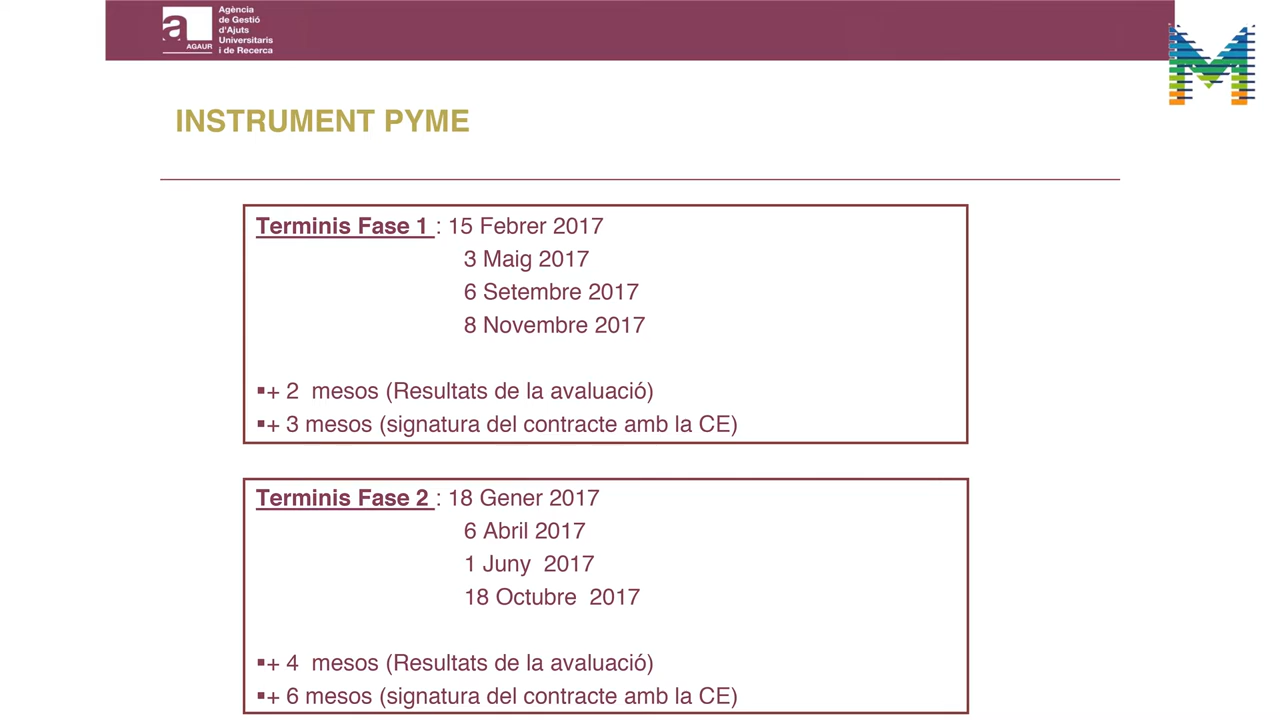 Agència
de Gestió
d'Ajuts
Universitaris
i de Recerca
a
AGAUR
M
INSTRUMENT PYME
Terminis Fase 1 : 15 Febrer 2017
3 Maig 2017
6 Setembre 2017
8 Novembre 2017
▪+ 2 mesos (Resultats de la avaluació)
▪+ 3 mesos (signatura del contracte amb la CE)
Terminis Fase 2 : 18 Gener 2017
6 Abril 2017
1 Juny 2017
18 Octubre 2017
▪+ 4 mesos (Resultats de la avaluació)
▪+ 6 mesos (signatura del contracte amb la CE)